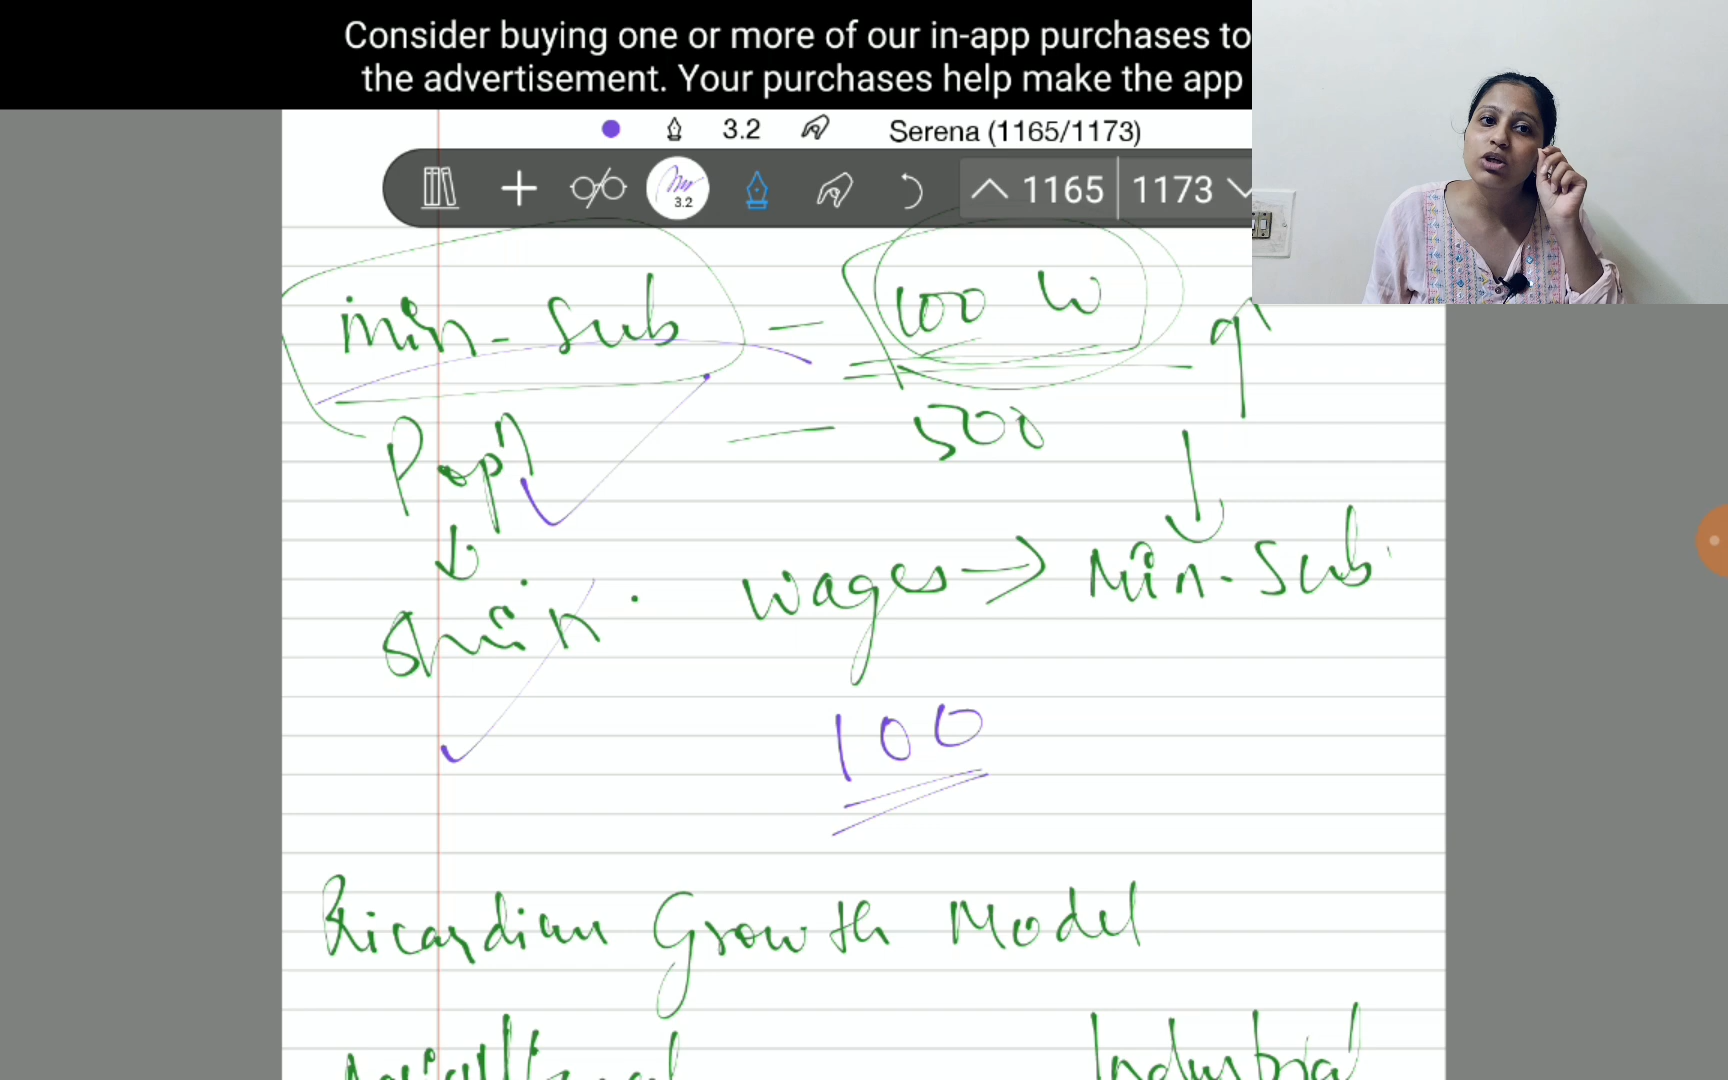 Consider buying one or more of our in-app purchases to
the advertisement. Your purchases help make the app
3.2 Serena (1165/1173)
3.2 1165 1173
min - Sub - 100 W
Popn - 500
Shrink. wages → Min-Sub.
100
Ricardian Growth Model
Agricultural Industrial